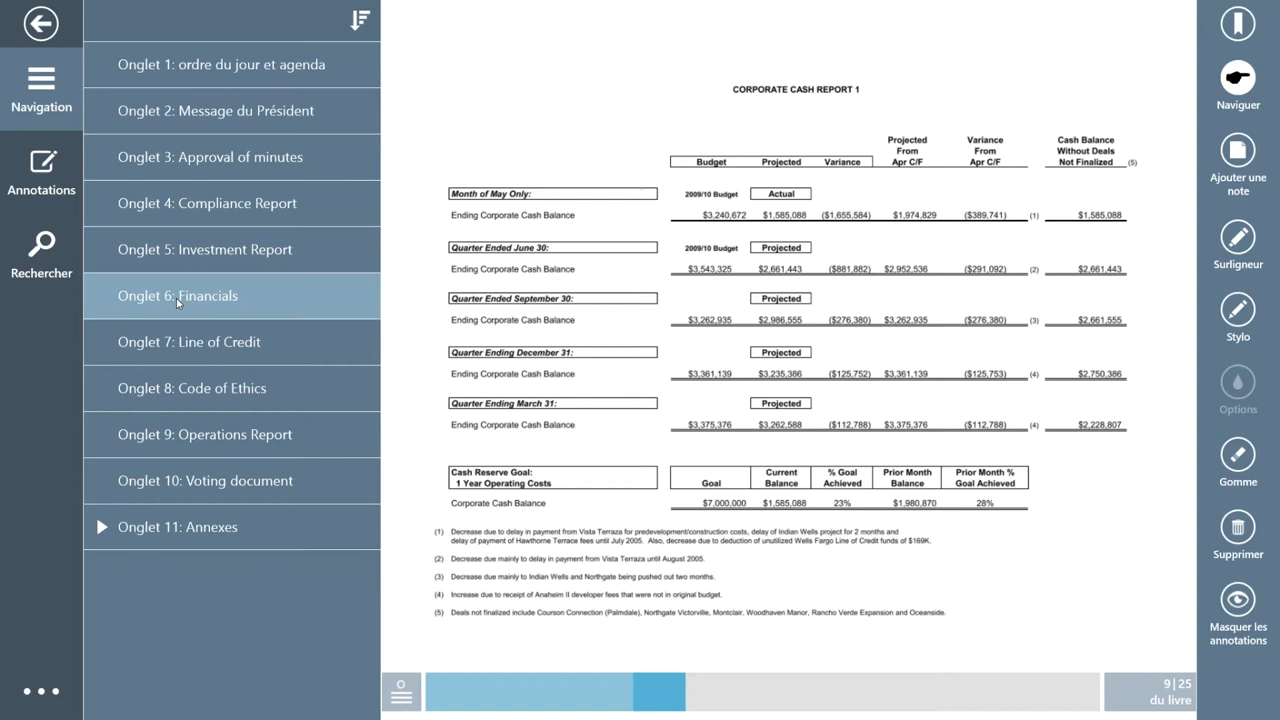 Navigation
Annotations
Rechercher
Onglet 1: ordre du jour et agenda
Onglet 2: Message du Président
Onglet 3: Approval of minutes
Onglet 4: Compliance Report
Onglet 5: Investment Report
Onglet 6: Financials
Onglet 7: Line of Credit
Onglet 8: Code of Ethics
Onglet 9: Operations Report
Onglet 10: Voting document
Onglet 11: Annexes
CORPORATE CASH REPORT 1
Projected Variance Cash Balance
From From Without Deals
Budget Projected Variance Apr C/F Apr C/F Not Finalized (5)
Month of May Only: 2009/10 Budget Actual
Ending Corporate Cash Balance $3,240,672 $1,585,088 ($1,655,584) $1,974,829 ($389,741) (1) $1,585,088
Quarter Ended June 30: 2009/10 Budget Projected
Ending Corporate Cash Balance $3,543,325 $2,661,443 ($881,882) $2,952,536 ($291,092) (2) $2,661,443
Quarter Ended September 30: Projected
Ending Corporate Cash Balance $3,262,935 $2,986,555 ($276,380) $3,262,935 ($276,380) (3) $2,661,555
Quarter Ending December 31: Projected
Ending Corporate Cash Balance $3,361,139 $3,235,386 ($125,752) $3,361,139 ($125,753) (4) $2,750,386
Quarter Ending March 31: Projected
Ending Corporate Cash Balance $3,375,376 $3,262,588 ($112,788) $3,375,376 ($112,788) (4) $2,228,807
Cash Reserve Goal: Current % Goal Prior Month Prior Month %
1 Year Operating Costs Goal Balance Achieved Balance Goal Achieved
Corporate Cash Balance $7,000,000 $1,585,088 23% $1,980,870 28%
(1) Decrease due to delay in payment from Vista Terraza for predevelopment/construction costs, delay of Indian Wells project for 2 months and
delay of payment of Hawthorne Terrace fees until July 2005. Also, decrease due to deduction of unutilized Wells Fargo Line of Credit funds of $169K.
(2) Decrease due mainly to delay in payment from Vista Terraza until August 2005.
(3) Decrease due mainly to Indian Wells and Northgate being pushed out two months.
(4) Increase due to receipt of Anaheim II developer fees that were not in original budget.
(5) Deals not finalized include Courson Connection (Palmdale), Northgate Victorville, Montclair, Woodhaven Manor, Rancho Verde Expansion and Oceanside.
9|25
du livre
Naviguer
Ajouter une
note
Surligneur
Stylo
Options
Gomme
Supprimer
Masquer les
annotations